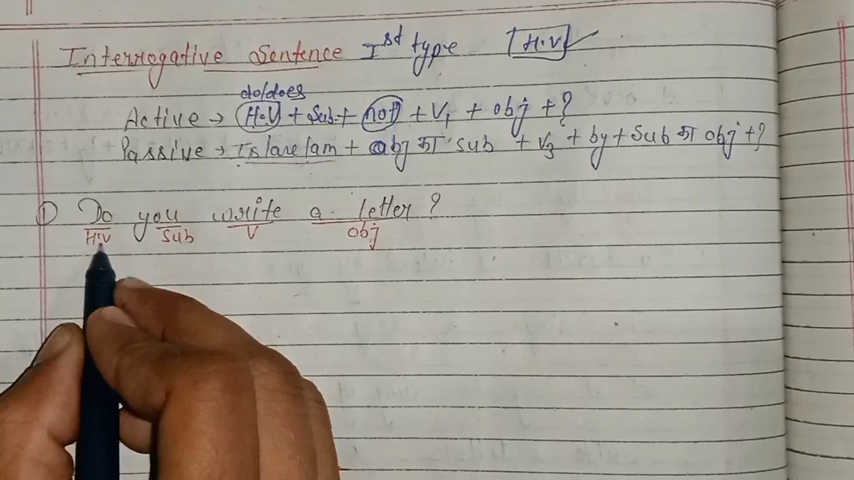 Interrogative Sentence Ist type [H.V]
do/does
Active → H.V + Sub + not + V1 + obj + ?
Passive → Is/are/am + obj का sub + V3 + by + Sub का obj + ?
① Do you write a letter ?
H.V Sub V obj